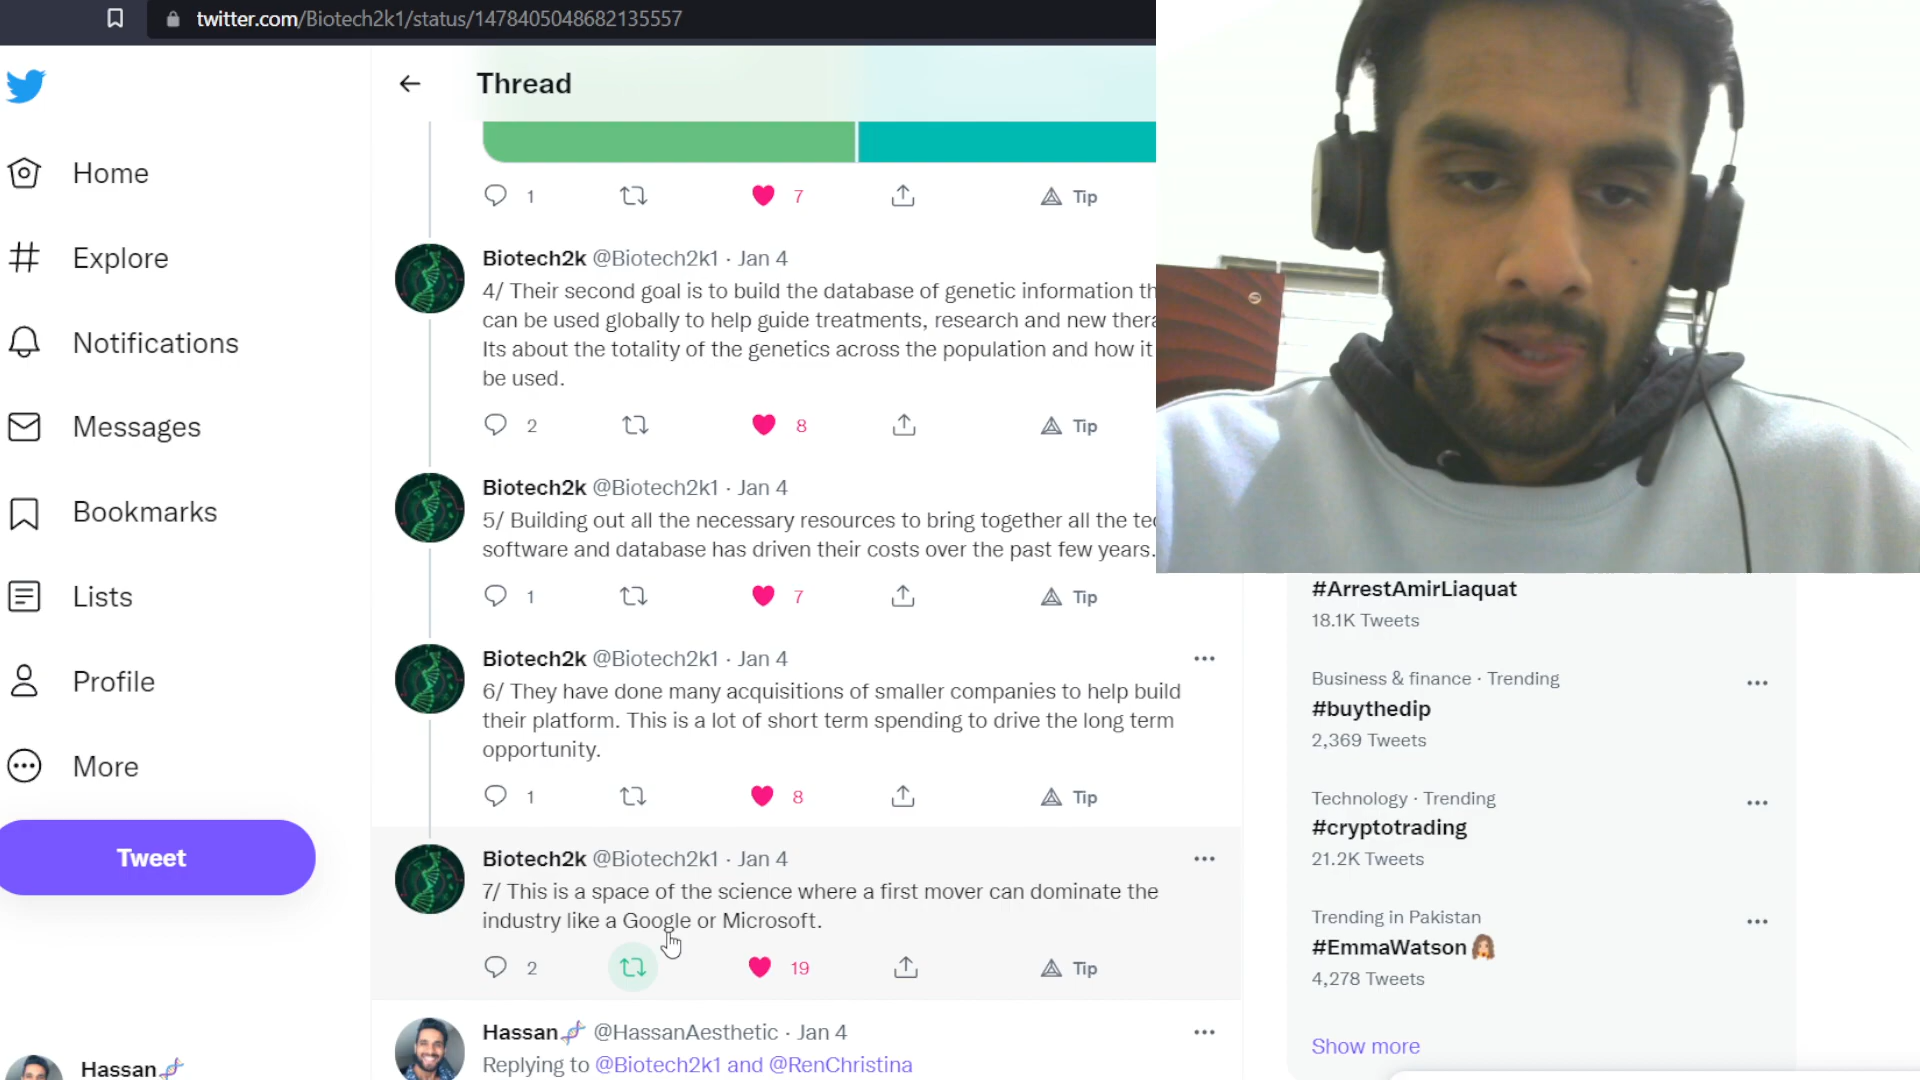 twitter.com/Biotech2k1/status/1478405048682135557
Home
Explore
Notifications
Messages
Bookmarks
Lists
Profile
More
Tweet
Hassan🧬
Thread
1
7
Tip
Biotech2k @Biotech2k1 · Jan 4
4/ Their second goal is to build the database of genetic information th
can be used globally to help guide treatments, research and new thera
Its about the totality of the genetics across the population and how it
be used.
2
8
Tip
Biotech2k @Biotech2k1 · Jan 4
5/ Building out all the necessary resources to bring together all the tec
software and database has driven their costs over the past few years.
1
7
Tip
Biotech2k @Biotech2k1 · Jan 4
6/ They have done many acquisitions of smaller companies to help build
their platform. This is a lot of short term spending to drive the long term
opportunity.
1
8
Tip
Biotech2k @Biotech2k1 · Jan 4
7/ This is a space of the science where a first mover can dominate the
industry like a Google or Microsoft.
2
19
Tip
Hassan🧬 @HassanAesthetic · Jan 4
Replying to @Biotech2k1 and @RenChristina
#ArrestAmirLiaquat
18.1K Tweets
Business & finance · Trending
#buythedip
2,369 Tweets
Technology · Trending
#cryptotrading
21.2K Tweets
Trending in Pakistan
#EmmaWatson
4,278 Tweets
Show more